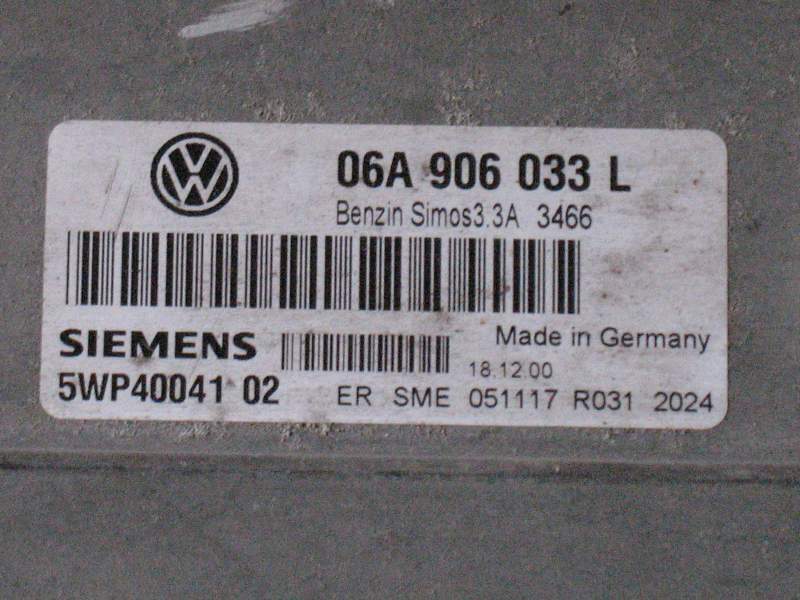 06A 906 033 L
Benzin Simos3.3A 3466
SIEMENS
Made in Germany
18.12.00
5WP40041 02
ER SME 051117 R031 2024